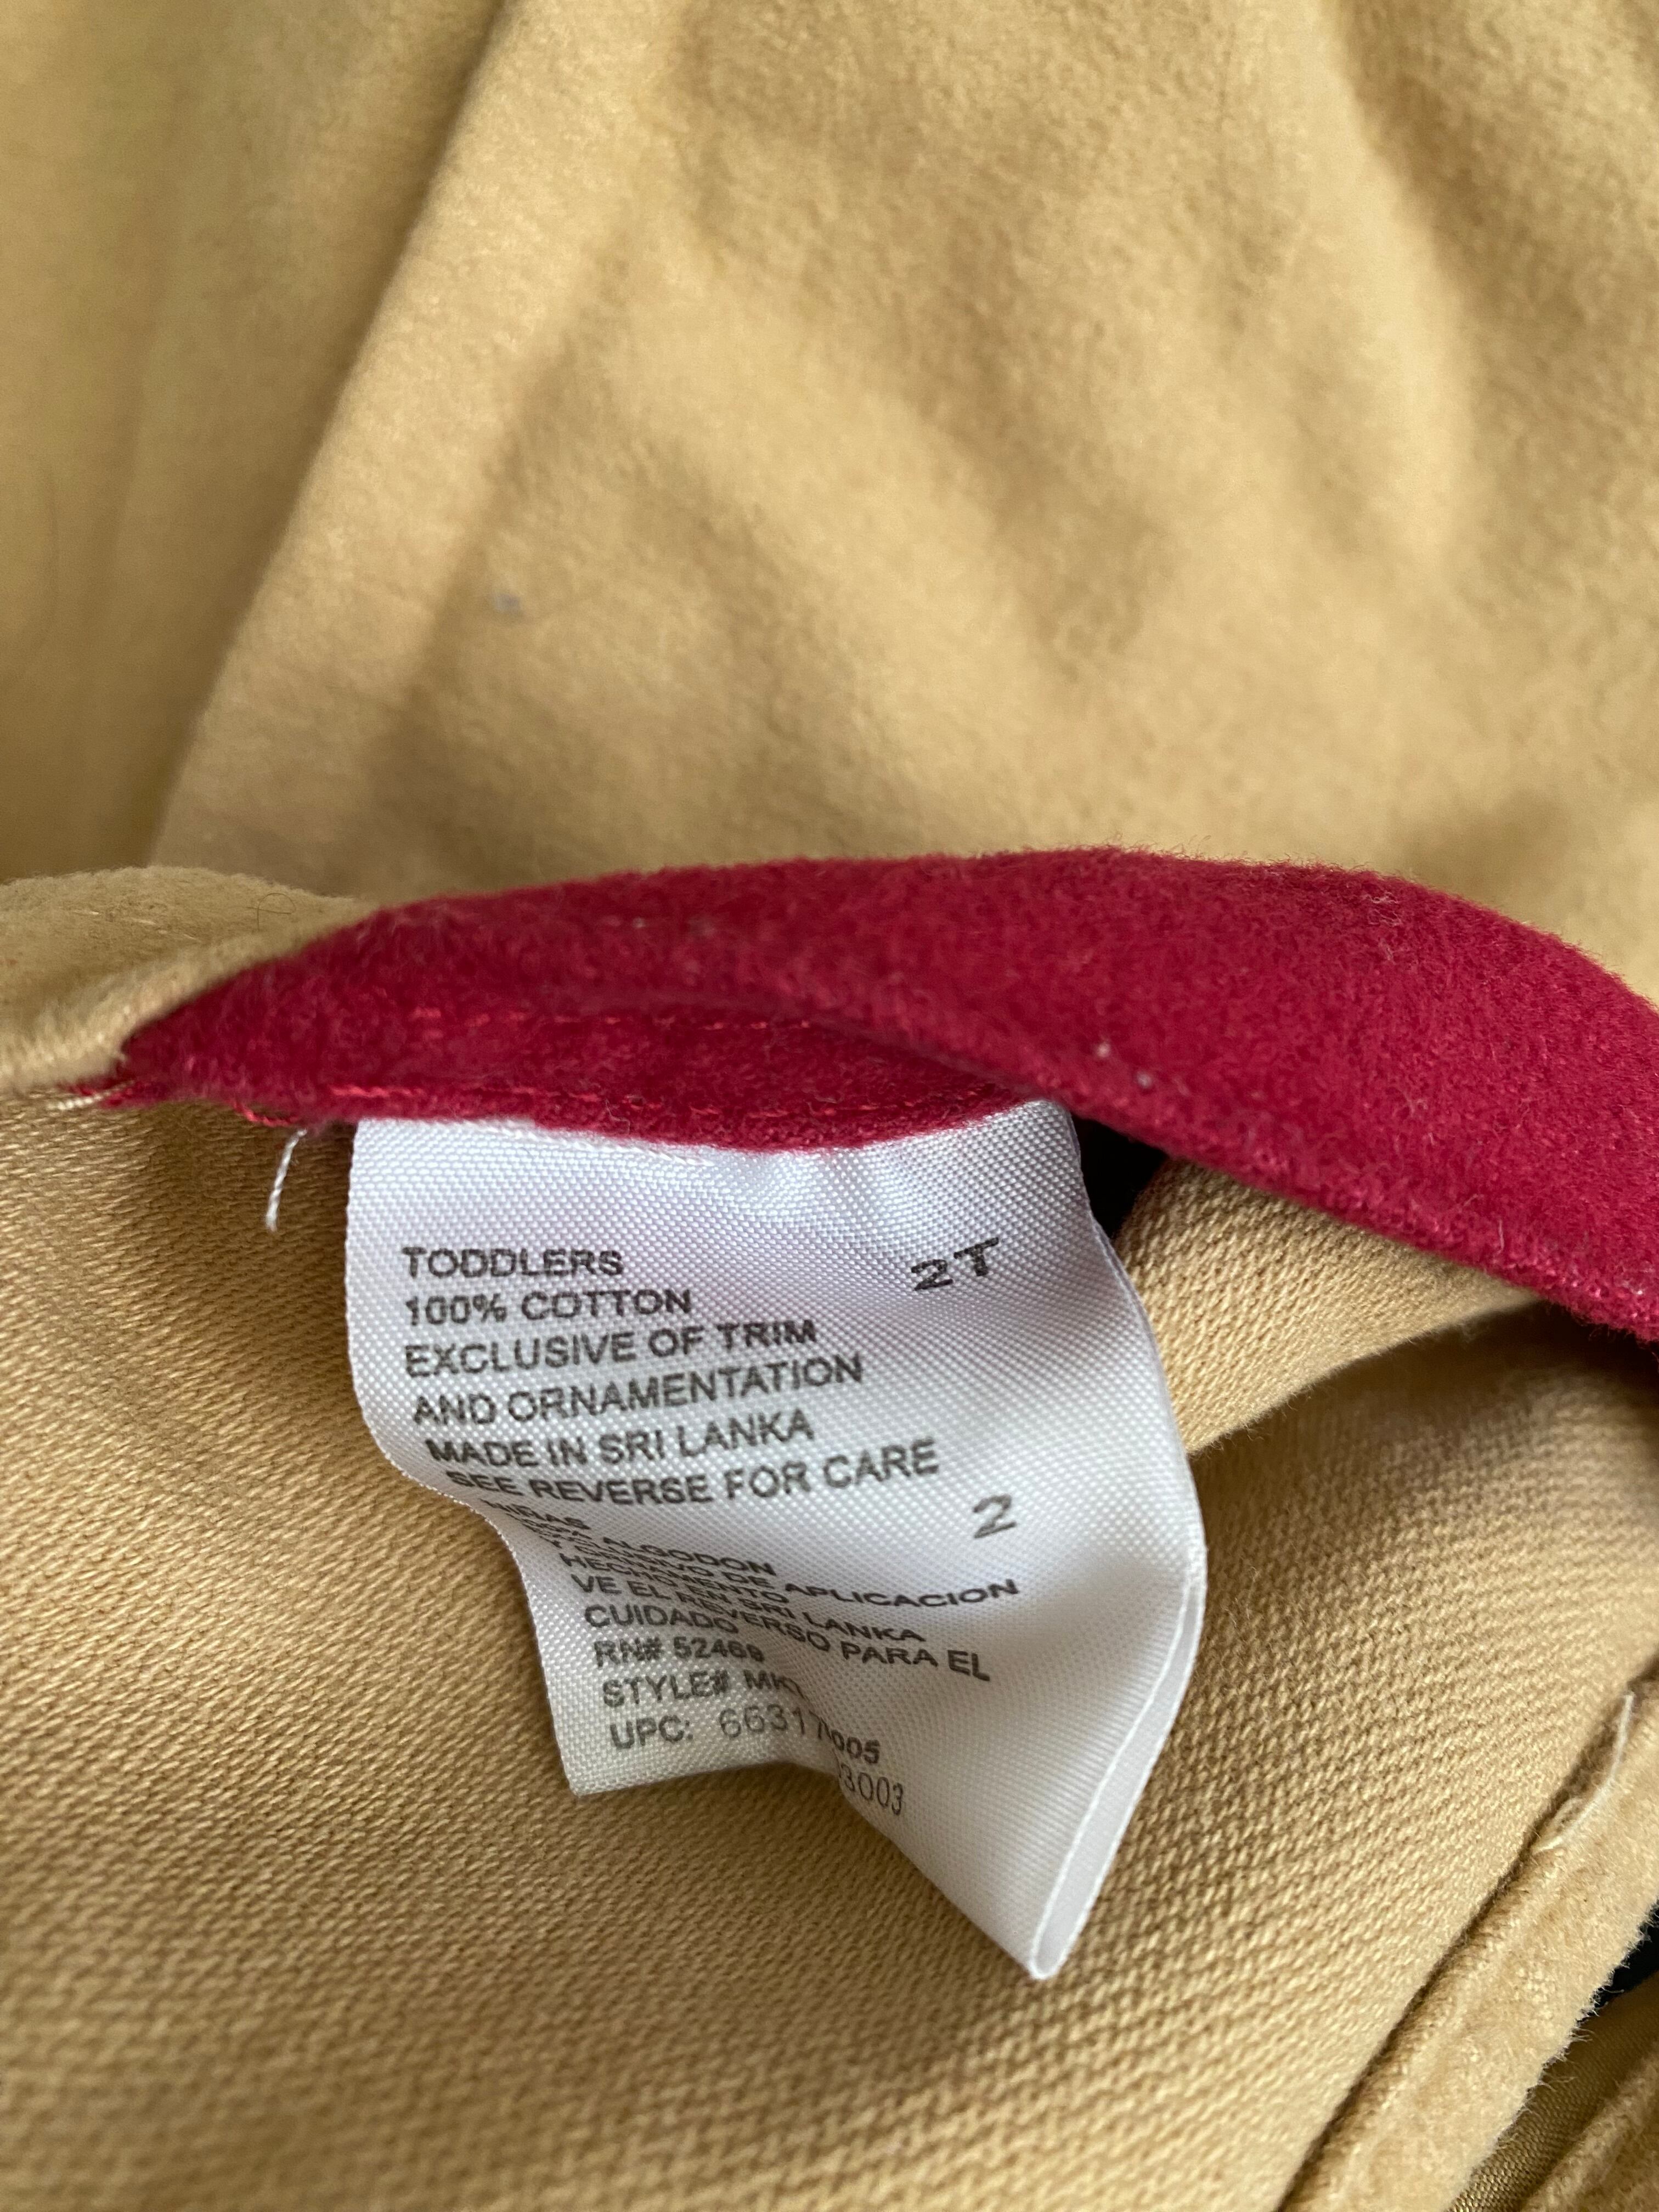 TODDLERS 2T
100% COTTON
EXCLUSIVE OF TRIM
AND ORNAMENTATION
MADE IN SRI LANKA
SEE REVERSE FOR CARE
2
ALGODON
DE APLICACION
EN SRI LANKA
VE EL REVERSO PARA EL
CUIDADO
RN# 52469
STYLE#
UPC: